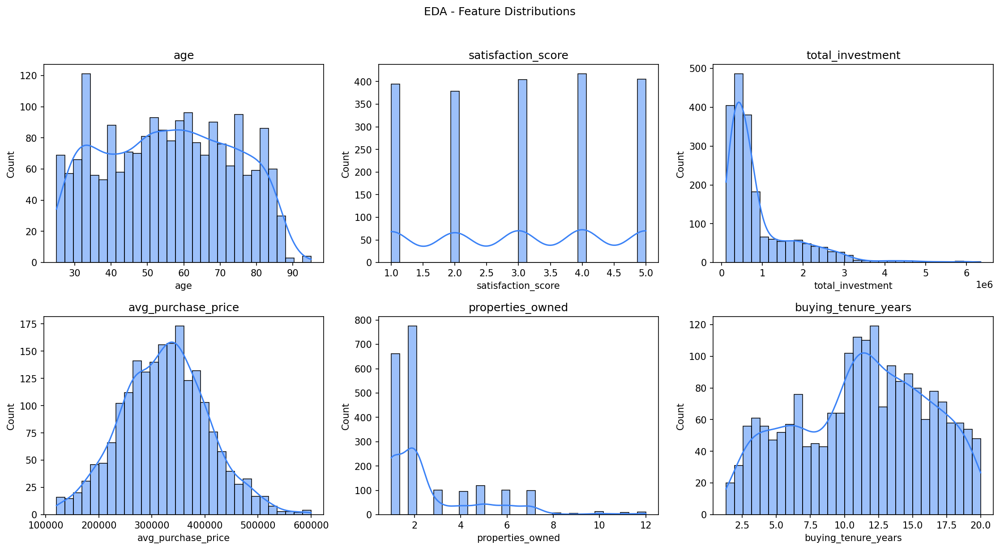 EDA - Feature Distributions
age
120
100
80
60
40
20
0
Count
30 40 50 60 70 80 90
age
satisfaction_score
400
350
300
250
200
150
100
50
0
Count
1.0 1.5 2.0 2.5 3.0 3.5 4.0 4.5 5.0
satisfaction_score
total_investment
500
400
300
200
100
0
Count
0 1 2 3 4 5 6
1e6
total_investment
avg_purchase_price
175
150
125
100
75
50
25
0
Count
100000 200000 300000 400000 500000 600000
avg_purchase_price
properties_owned
800
700
600
500
400
300
200
100
0
Count
2 4 6 8 10 12
properties_owned
buying_tenure_years
120
100
80
60
40
20
0
Count
2.5 5.0 7.5 10.0 12.5 15.0 17.5 20.0
buying_tenure_years